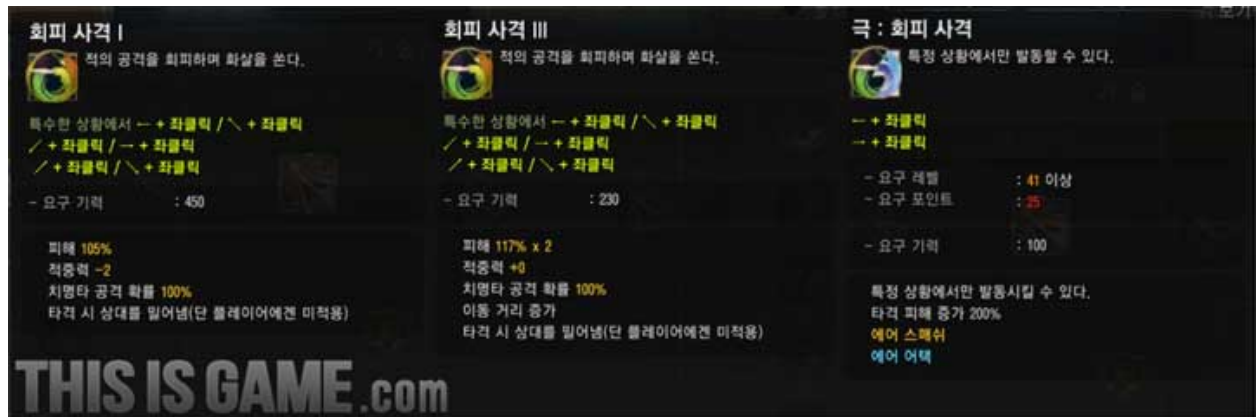 회피 사격 I
적의 공격을 회피하며 화살을 쏜다.
특수한 상황에서 ← + 좌클릭 / ↖ + 좌클릭
↗ + 좌클릭 / → + 좌클릭
↙ + 좌클릭 / ↘ + 좌클릭
- 요구 기력 : 450
피해 105%
적중력 -2
치명타 공격 확률 100%
타격 시 상대를 밀어냄(단 플레이어에겐 미적용)
회피 사격 III
적의 공격을 회피하며 화살을 쏜다.
특수한 상황에서 ← + 좌클릭 / ↖ + 좌클릭
↗ + 좌클릭 / → + 좌클릭
↙ + 좌클릭 / ↘ + 좌클릭
- 요구 기력 : 230
피해 117% x 2
적중력 +0
치명타 공격 확률 100%
이동 거리 증가
타격 시 상대를 밀어냄(단 플레이어에겐 미적용)
극 : 회피 사격
특정 상황에서만 발동할 수 있다.
← + 좌클릭
→ + 좌클릭
- 요구 레벨 : 41 이상
- 요구 포인트 : 25
- 요구 기력 : 100
특정 상황에서만 발동시킬 수 있다.
타격 피해 증가 200%
에어 스매쉬
에어 어택
THIS IS GAME.com